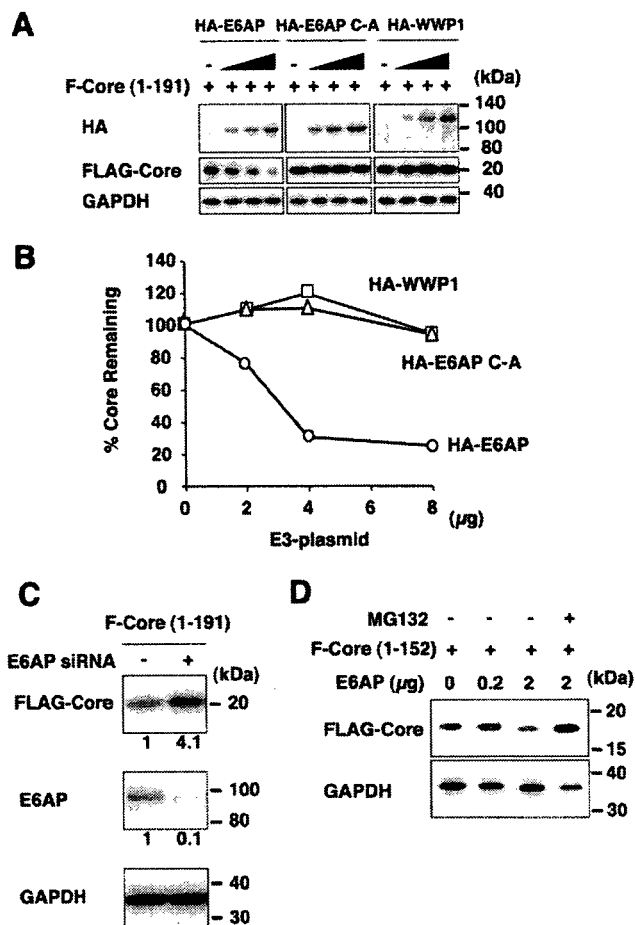 A
HA-E6AP HA-E6AP C-A HA-WWP1
- - -
F-Core (1-191) + + + + + + + + + + + + (kDa)
HA
140
100
80
FLAG-Core
20
GAPDH
40
B
140
120
100
80
60
40
20
0
% Core Remaining
HA-WWP1
HA-E6AP C-A
HA-E6AP
0 2 4 6 8 (μg)
E3-plasmid
C
F-Core (1-191)
E6AP siRNA - + (kDa)
FLAG-Core
20
1 4.1
E6AP
100
80
1 0.1
GAPDH
40
30
D
MG132 - - - +
F-Core (1-152) + + + +
E6AP (μg) 0 0.2 2 2 (kDa)
FLAG-Core
20
15
GAPDH
40
30